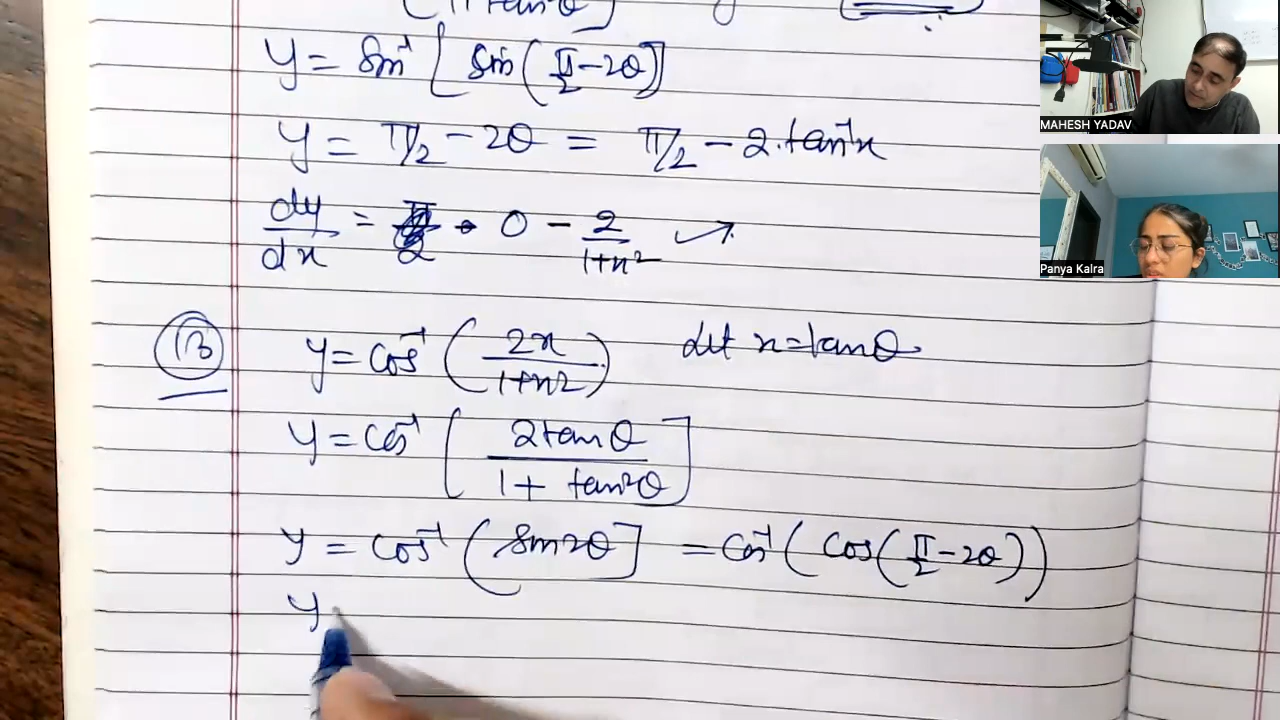 (1+tan²θ]
y = Sin⁻¹ [ Sin(π/2 − 2θ)]
MAHESH YADAV
y = π/2 − 2θ = π/2 − 2.tan⁻¹x
dy/dx = 0 − 2/1+x²
Panya Kalra
13 y = Cos⁻¹ (2x/1+x²) Let x = tanθ
y = Cos⁻¹ [2tanθ/1 + tan²θ]
y = Cos⁻¹ (Sin2θ] = Cos⁻¹( Cos(π/2 − 2θ))
y